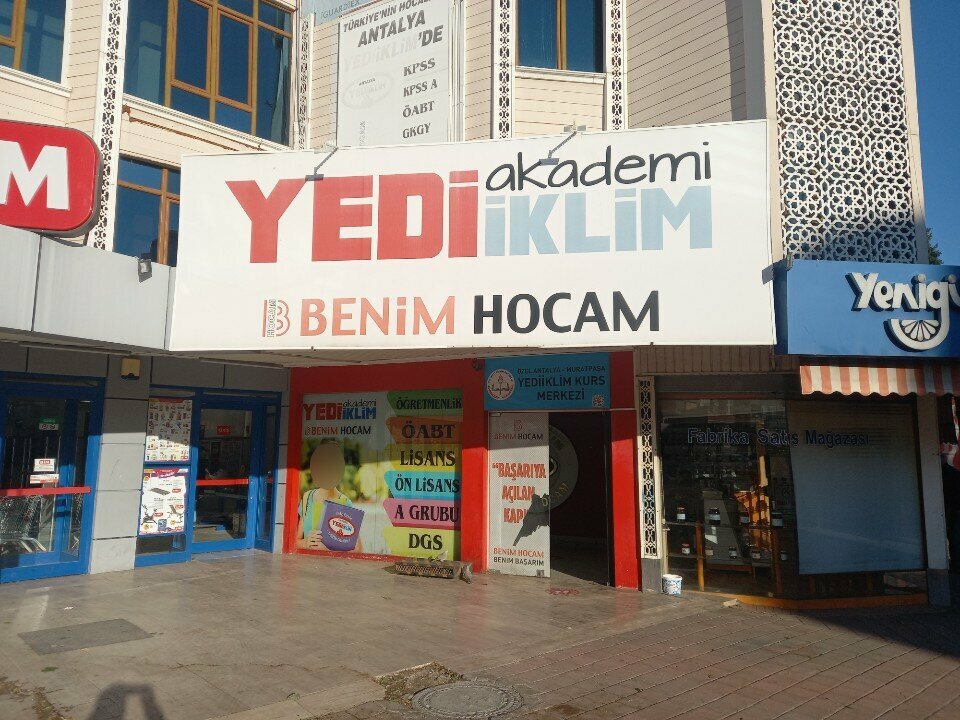 TÜRKİYE'NİN HOCALARI
ANTALYA
YEDİİKLİM'DE
KPSS
KPSS A
ÖABT
GKGY
M
YEDİ akademi
İKLİM
HOCAM
BENİM HOCAM
Yenigü
ÖZEL ANTALYA - MURATPAŞA
YEDİİKLİM KURS
MERKEZİ
YEDİ İKLİM
BENİM HOCAM
ÖĞRETMENLİK
ÖABT
LİSANS
ÖN LİSANS
A GRUBU
DGS
BENİM HOCAM
"BAŞARIYA
AÇILAN
KAPI
BENİM HOCAM
BENİM BAŞARIM
Fabrika Satış Mağazası